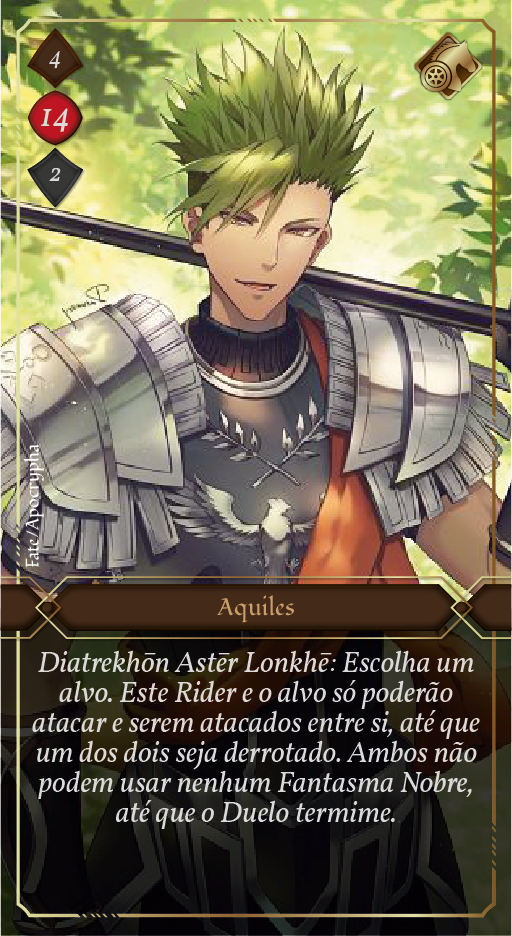 4
14
2
Fate/Apocrypha
Aquiles
Diatrekhōn Astēr Lonkhē: Escolha um
alvo. Este Rider e o alvo só poderão
atacar e serem atacados entre si, até que
um dos dois seja derrotado. Ambos não
podem usar nenhum Fantasma Nobre,
até que o Duelo termime.